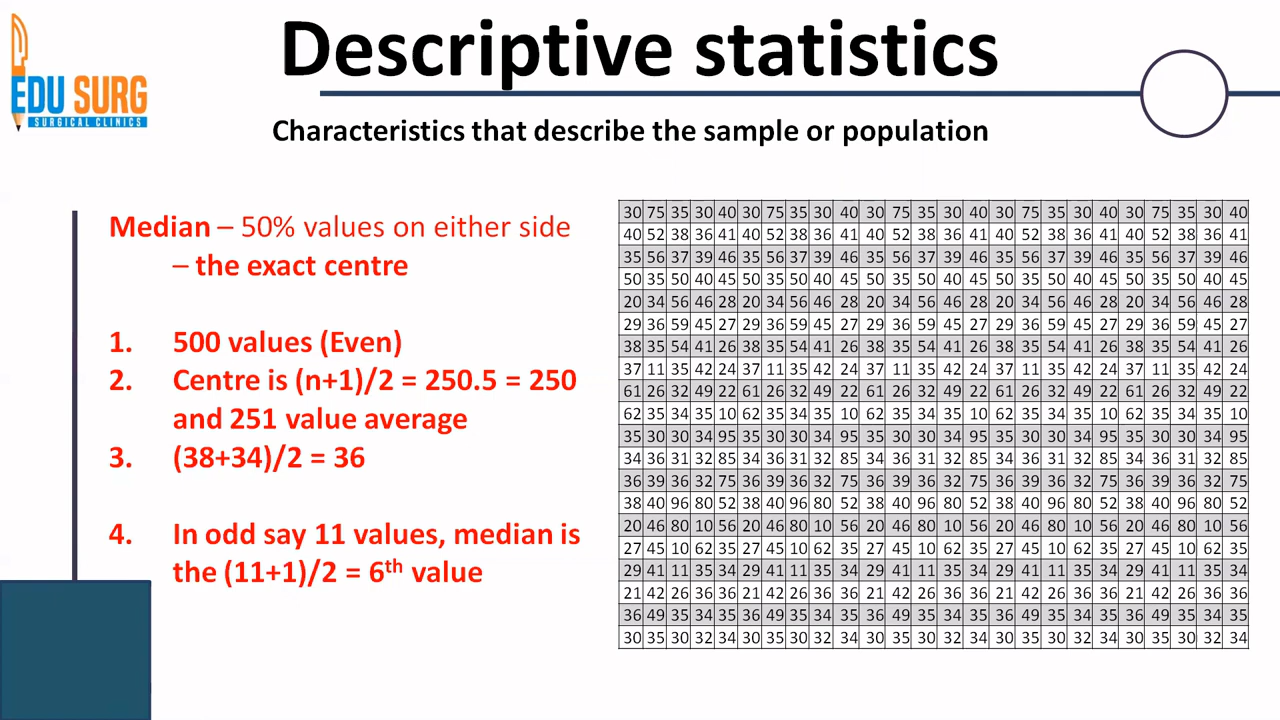 Descriptive statistics
EDU SURG
SURGICAL CLINICS
Characteristics that describe the sample or population
Median – 50% values on either side
– the exact centre
1. 500 values (Even)
2. Centre is (n+1)/2 = 250.5 = 250
and 251 value average
3. (38+34)/2 = 36
4. In odd say 11 values, median is
the (11+1)/2 = 6th value
30 75 35 30 40 30 75 35 30 40 30 75 35 30 40 30 75 35 30 40 30 75 35 30 40
40 52 38 36 41 40 52 38 36 41 40 52 38 36 41 40 52 38 36 41 40 52 38 36 41
35 56 37 39 46 35 56 37 39 46 35 56 37 39 46 35 56 37 39 46 35 56 37 39 46
50 35 50 40 45 50 35 50 40 45 50 35 50 40 45 50 35 50 40 45 50 35 50 40 45
20 34 56 46 28 20 34 56 46 28 20 34 56 46 28 20 34 56 46 28 20 34 56 46 28
29 36 59 45 27 29 36 59 45 27 29 36 59 45 27 29 36 59 45 27 29 36 59 45 27
38 35 54 41 26 38 35 54 41 26 38 35 54 41 26 38 35 54 41 26 38 35 54 41 26
37 11 35 42 24 37 11 35 42 24 37 11 35 42 24 37 11 35 42 24 37 11 35 42 24
61 26 32 49 22 61 26 32 49 22 61 26 32 49 22 61 26 32 49 22 61 26 32 49 22
62 35 34 35 10 62 35 34 35 10 62 35 34 35 10 62 35 34 35 10 62 35 34 35 10
35 30 30 34 95 35 30 30 34 95 35 30 30 34 95 35 30 30 34 95 35 30 30 34 95
34 36 31 32 85 34 36 31 32 85 34 36 31 32 85 34 36 31 32 85 34 36 31 32 85
36 39 36 32 75 36 39 36 32 75 36 39 36 32 75 36 39 36 32 75 36 39 36 32 75
38 40 96 80 52 38 40 96 80 52 38 40 96 80 52 38 40 96 80 52 38 40 96 80 52
20 46 80 10 56 20 46 80 10 56 20 46 80 10 56 20 46 80 10 56 20 46 80 10 56
27 45 10 62 35 27 45 10 62 35 27 45 10 62 35 27 45 10 62 35 27 45 10 62 35
29 41 11 35 34 29 41 11 35 34 29 41 11 35 34 29 41 11 35 34 29 41 11 35 34
21 42 26 36 36 21 42 26 36 36 21 42 26 36 36 21 42 26 36 36 21 42 26 36 36
36 49 35 34 35 36 49 35 34 35 36 49 35 34 35 36 49 35 34 35 36 49 35 34 35
30 35 30 32 34 30 35 30 32 34 30 35 30 32 34 30 35 30 32 34 30 35 30 32 34